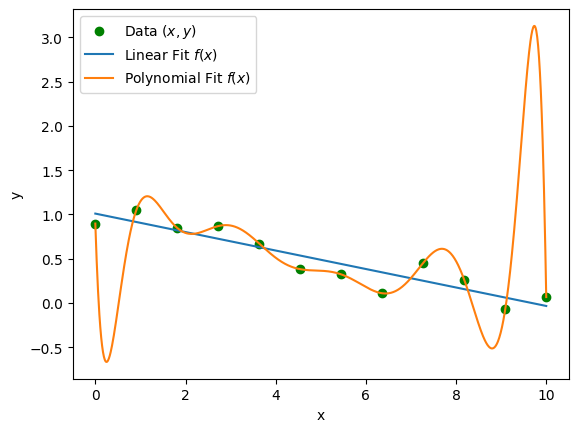 Data (x, y)
Linear Fit f(x)
Polynomial Fit f(x)
3.0
2.5
2.0
1.5
1.0
0.5
0.0
−0.5
y
0 2 4 6 8 10
x